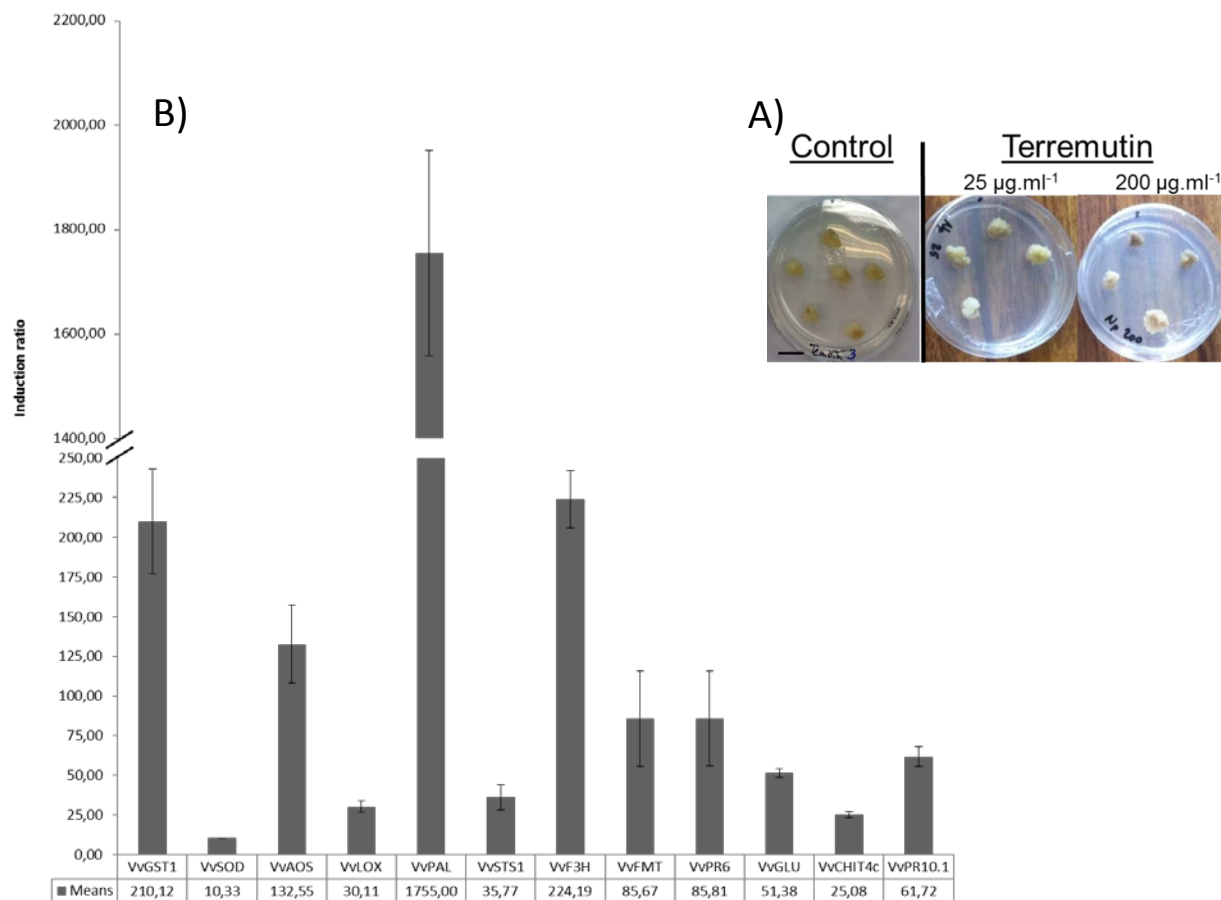 B)
A)
Control
Terremutin
25 µg.ml-1
200 µg.ml-1
Np 200
Induction ratio
2200,00
2000,00
1800,00
1600,00
1400,00
250,00
225,00
200,00
175,00
150,00
125,00
100,00
75,00
50,00
25,00
0,00
VvGST1 VvSOD VvAOS VvLOX VvPAL VvSTS1 VvF3H VvFMT VvPR6 VvGLU VvCHIT4c VvPR10.1
Means 210,12 10,33 132,55 30,11 1755,00 35,77 224,19 85,67 85,81 51,38 25,08 61,72